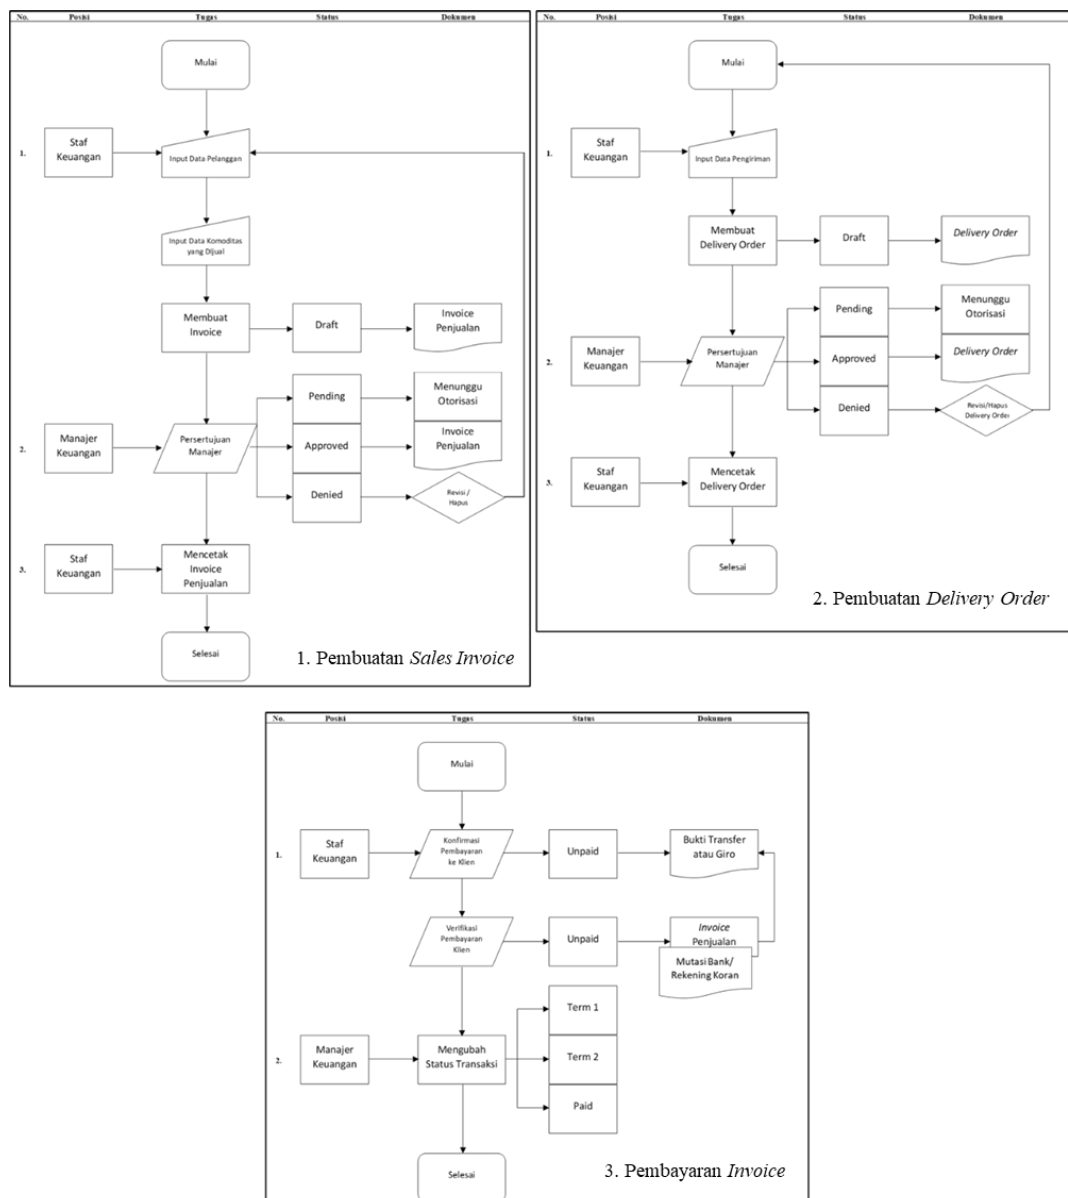 No. Posisi Tugas Status Dokumen
Mulai
1.
Staf
Keuangan
Input Data Pelanggan
Input Data Komoditas
yang Dijual
Membuat
Invoice
Draft
Invoice
Penjualan
Pending
Menunggu
Otorisasi
2.
Manajer
Keuangan
Persertujuan
Manajer
Approved
Invoice
Penjualan
Denied
Revisi /
Hapus
3.
Staf
Keuangan
Mencetak
Invoice
Penjualan
Selesai
1. Pembuatan Sales Invoice
No. Posisi Tugas Status Dokumen
Mulai
1.
Staf
Keuangan
Input Data Pengiriman
Membuat
Delivery Order
Draft
Delivery Order
Pending
Menunggu
Otorisasi
2.
Manajer
Keuangan
Persertujuan
Manajer
Approved
Delivery Order
Denied
Revisi/Hapus
Delivery Order
3.
Staf
Keuangan
Mencetak
Delivery Order
Selesai
2. Pembuatan Delivery Order
No. Posisi Tugas Status Dokumen
Mulai
1.
Staf
Keuangan
Konfirmasi
Pembayaran
ke Klien
Unpaid
Bukti Transfer
atau Giro
Verifikasi
Pembayaran
Klien
Unpaid
Invoice
Penjualan
Mutasi Bank/
Rekening Koran
Term 1
2.
Manajer
Keuangan
Mengubah
Status Transaksi
Term 2
Paid
Selesai
3. Pembayaran Invoice